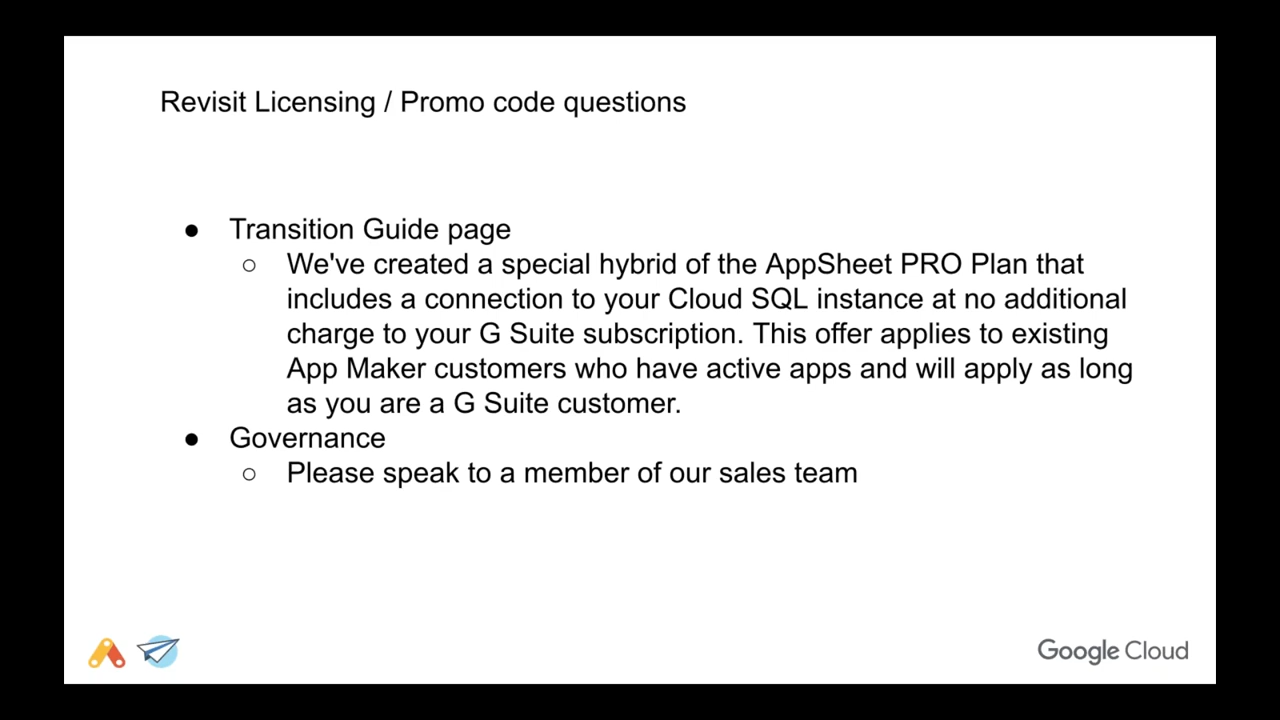 Revisit Licensing / Promo code questions
● Transition Guide page
○ We've created a special hybrid of the AppSheet PRO Plan that
includes a connection to your Cloud SQL instance at no additional
charge to your G Suite subscription. This offer applies to existing
App Maker customers who have active apps and will apply as long
as you are a G Suite customer.
● Governance
○ Please speak to a member of our sales team
Google Cloud